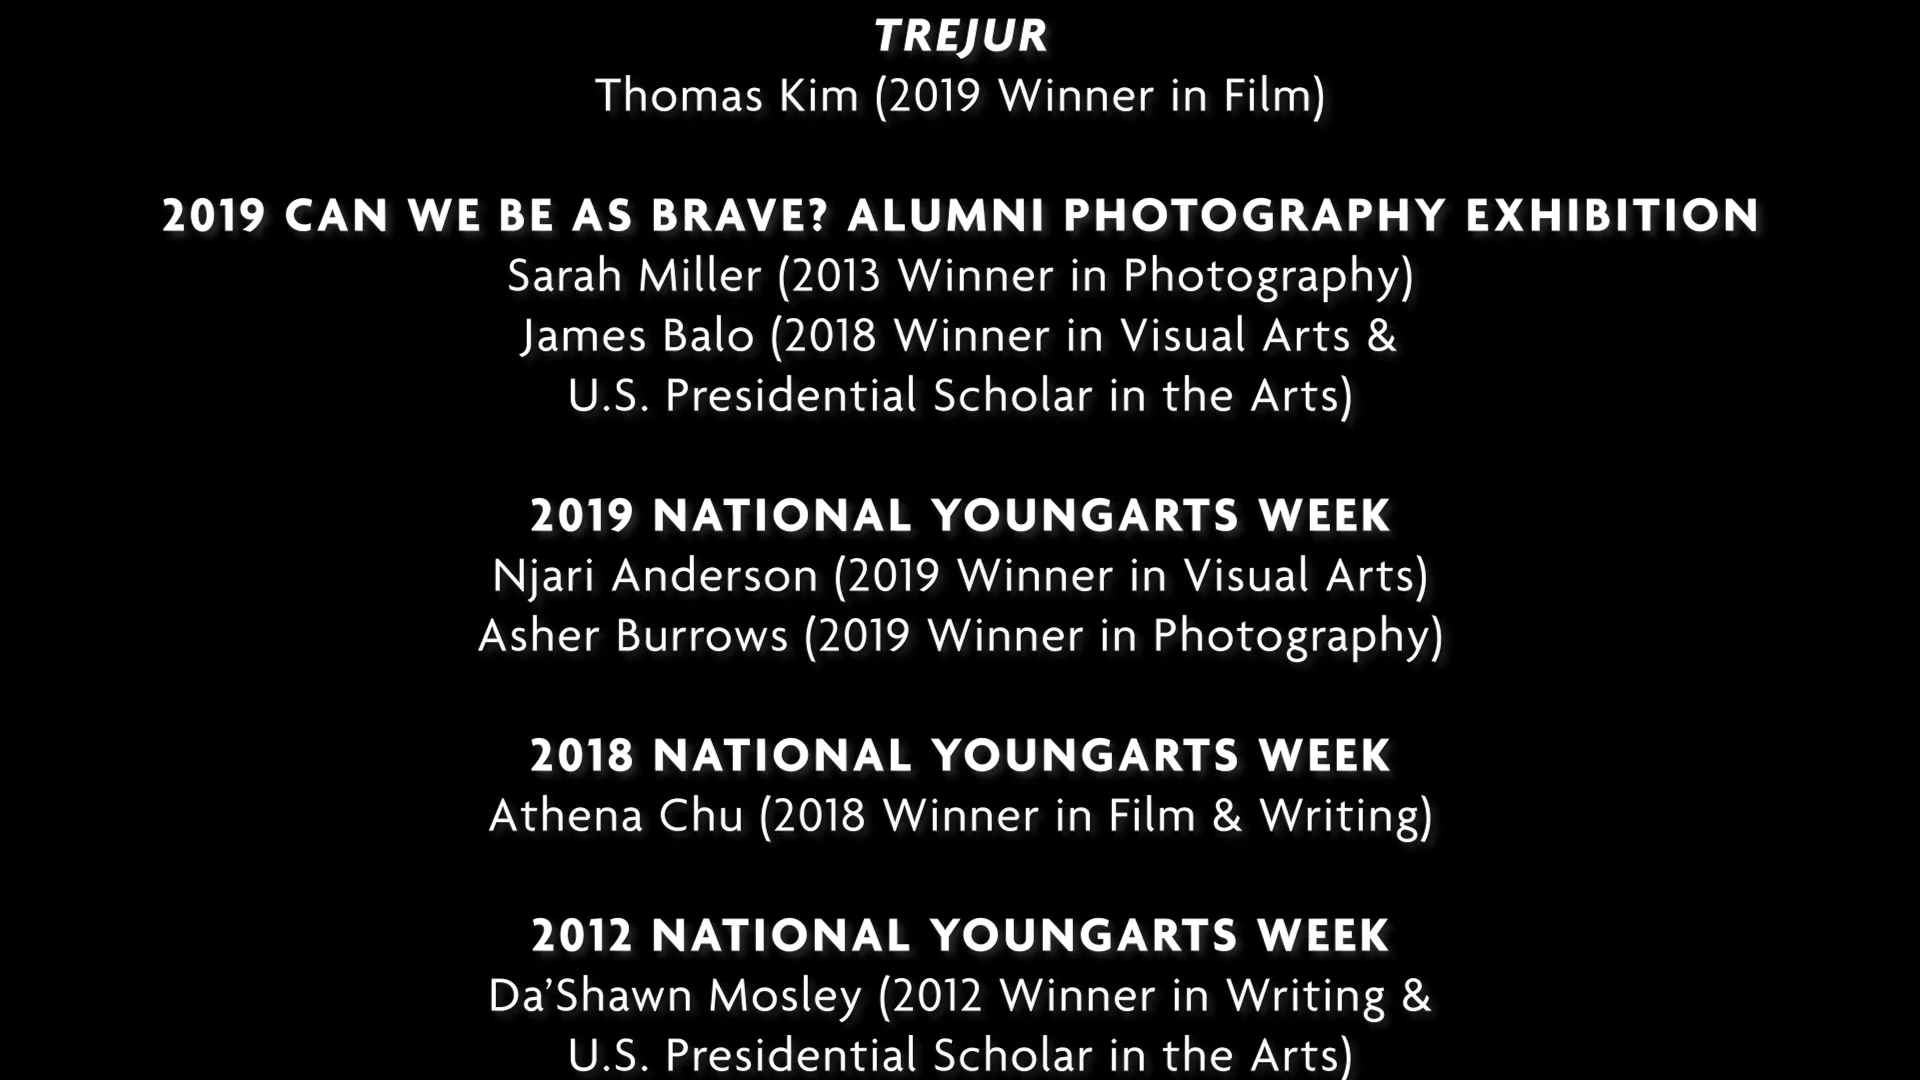 TREJUR
Thomas Kim (2019 Winner in Film)
2019 CAN WE BE AS BRAVE? ALUMNI PHOTOGRAPHY EXHIBITION
Sarah Miller (2013 Winner in Photography)
James Balo (2018 Winner in Visual Arts &
U.S. Presidential Scholar in the Arts)
2019 NATIONAL YOUNGARTS WEEK
Njari Anderson (2019 Winner in Visual Arts)
Asher Burrows (2019 Winner in Photography)
2018 NATIONAL YOUNGARTS WEEK
Athena Chu (2018 Winner in Film & Writing)
2012 NATIONAL YOUNGARTS WEEK
Da’Shawn Mosley (2012 Winner in Writing &
U.S. Presidential Scholar in the Arts)